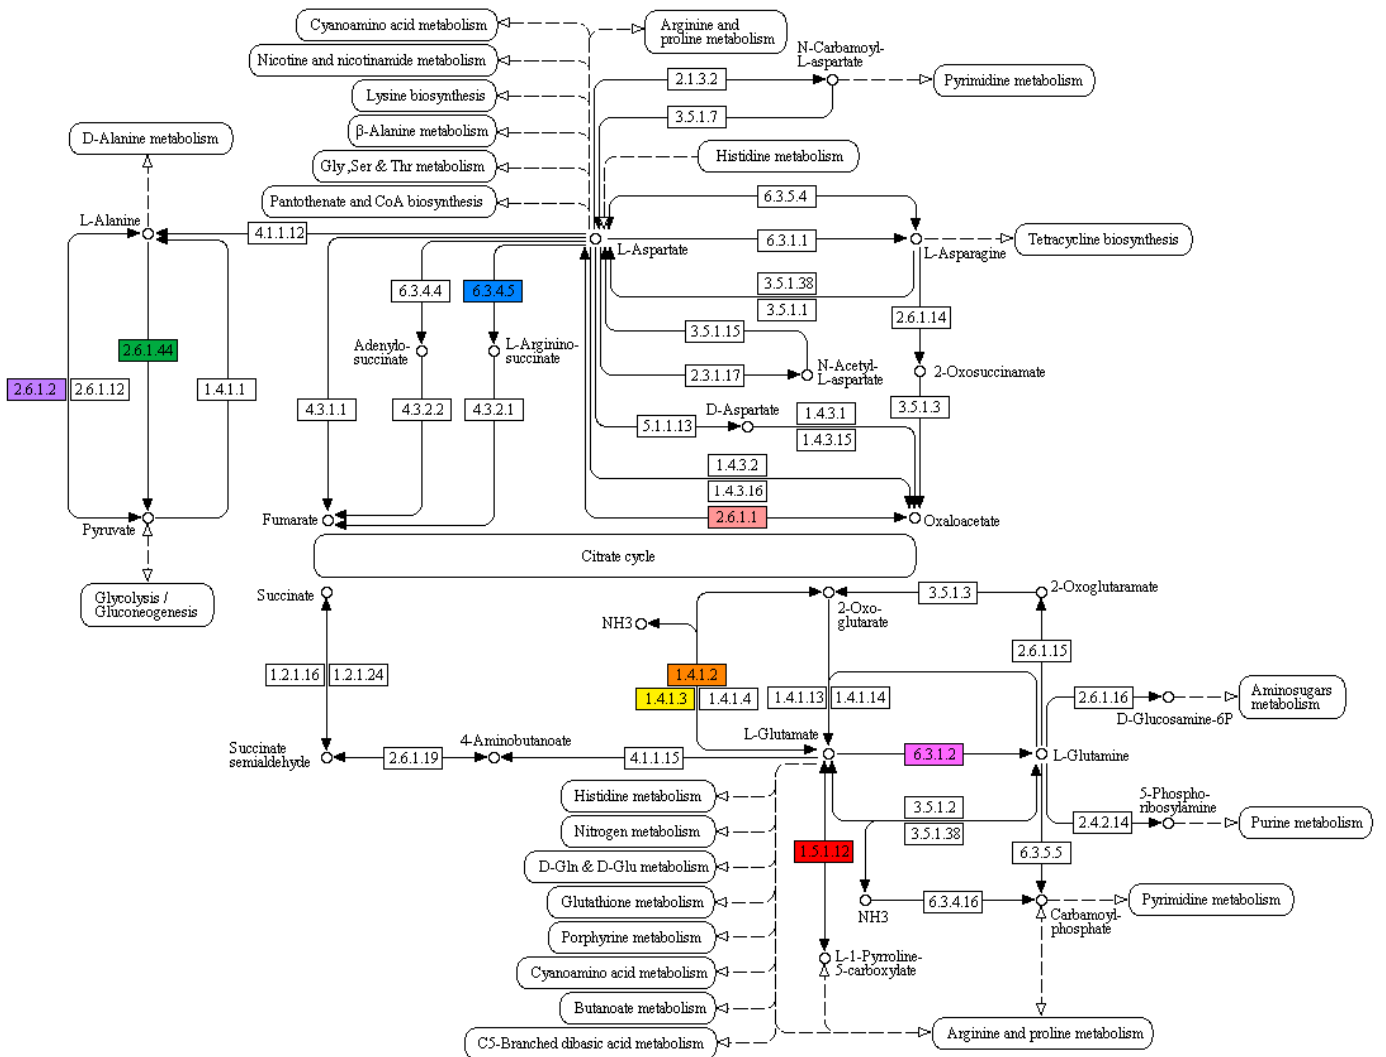 Cyanoamino acid metabolism
Arginine and
proline metabolism
Nicotine and nicotinamide metabolism
N-Carbamoyl-
L-aspartate
2.1.3.2
Pyrimidine metabolism
Lysine biosynthesis
3.5.1.7
β-Alanine metabolism
D-Alanine metabolism
Histidine metabolism
Gly ,Ser & Thr metabolism
Pantothenate and CoA biosynthesis
6.3.5.4
L-Alanine
4.1.1.12
L-Aspartate
6.3.1.1
L-Asparagine
Tetracycline biosynthesis
6.3.4.4
6.3.4.5
3.5.1.38
3.5.1.1
2.6.1.14
3.5.1.15
2.6.1.44
Adenylo-
succinate
L-Arginino-
succinate
N-Acetyl-
L-aspartate
2.3.1.17
2-Oxosuccinamate
2.6.1.2
2.6.1.12
1.4.1.1
4.3.1.1
4.3.2.2
4.3.2.1
D-Aspartate
5.1.1.13
1.4.3.1
1.4.3.15
3.5.1.3
1.4.3.2
1.4.3.16
2.6.1.1
Pyruvate
Fumarate
Oxaloacetate
Citrate cycle
Glycolysis /
Gluconeogenesis
Succinate
2-Oxo-
glutarate
3.5.1.3
2-Oxoglutaramate
NH3
1.2.1.16
1.2.1.24
1.4.1.2
1.4.1.3
1.4.1.4
1.4.1.13
1.4.1.14
2.6.1.15
2.6.1.16
Aminosugars
metabolism
D-Glucosamine-6P
Succinate
semialdehyde
2.6.1.19
4-Aminobutanoate
4.1.1.15
L-Glutamate
6.3.1.2
L-Glutamine
Histidine metabolism
Nitrogen metabolism
D-Gln & D-Glu metabolism
Glutathione metabolism
Porphyrine metabolism
Cyanoamino acid metabolism
Butanoate metabolism
C5-Branched dibasic acid metabolism
3.5.1.2
3.5.1.38
5-Phospho-
ribosylamine
2.4.2.14
Purine metabolism
1.5.1.12
6.3.5.5
NH3
6.3.4.16
Carbamoyl-
phosphate
Pyrimidine metabolism
L-1-Pyrroline-
5-carboxylate
Arginine and proline metabolism